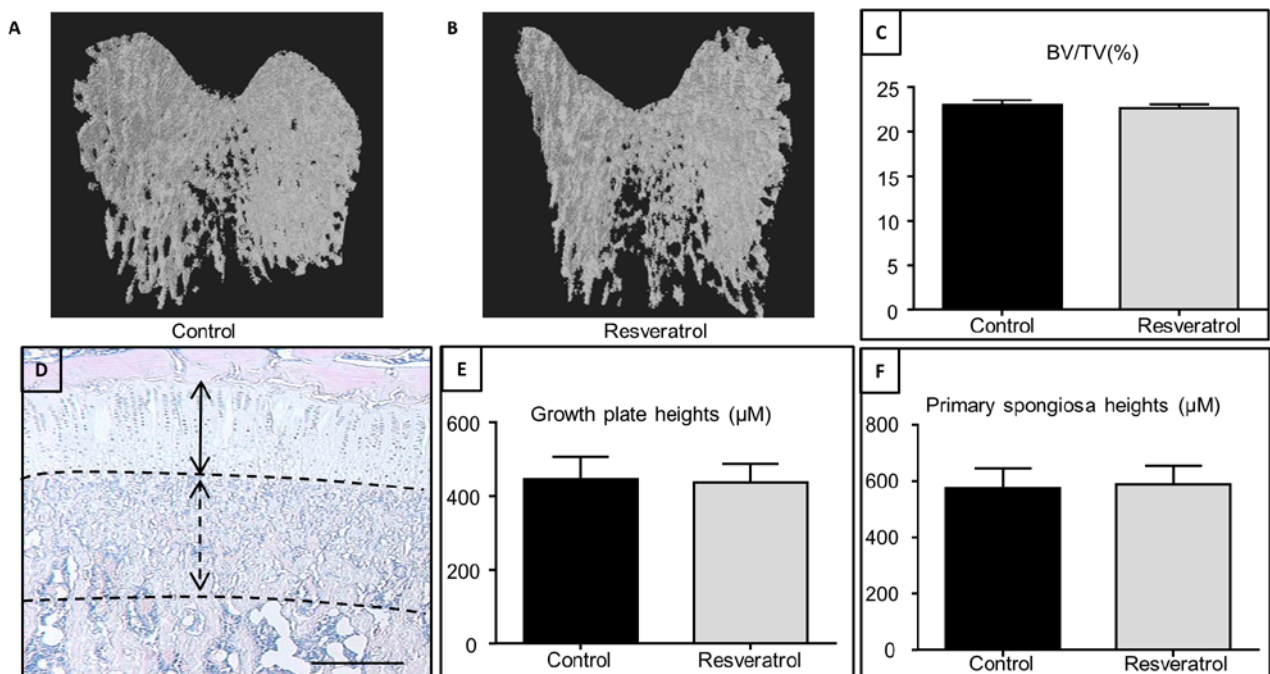 A
Control
B
Resveratrol
C
BV/TV(%)
25
20
15
10
5
0
Control
Resveratrol
D
E
Growth plate heights (µM)
600
400
200
0
Control
Resveratrol
F
Primary spongiosa heights (µM)
800
600
400
200
0
Control
Resveratrol